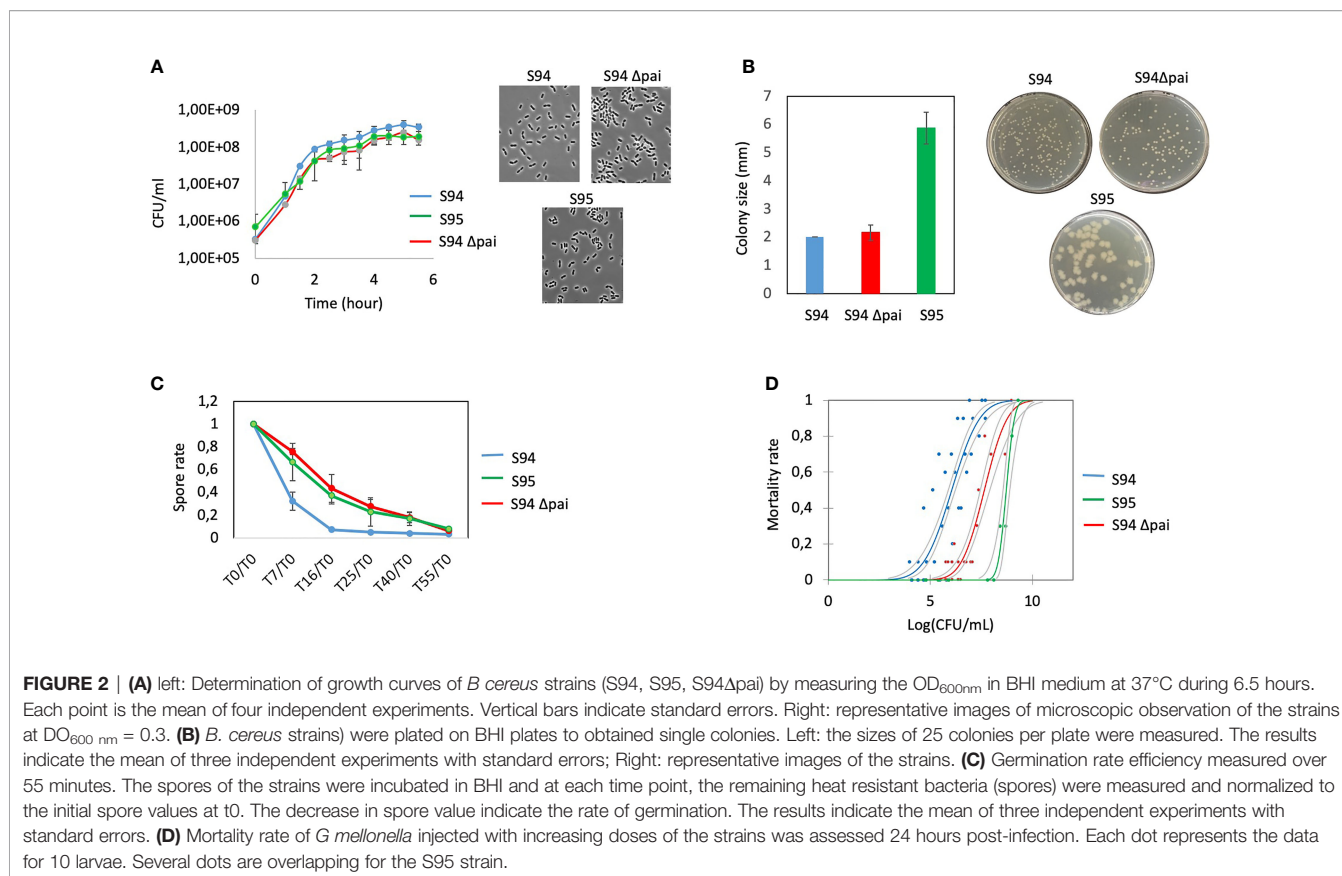 A
1,00E+09
1,00E+08
1,00E+07
1,00E+06
1,00E+05
CFU/ml
0 2 4 6
Time (hour)
S94
S95
S94 Δpai
S94
S94 Δpai
S95
B
7
6
5
4
3
2
1
0
Colony size (mm)
S94 S94 Δpai S95
S94
S94Δpai
S95
C
1,2
1
0,8
0,6
0,4
0,2
0
Spore rate
T0/T0 T7/T0 T16/T0 T25/T0 T40/T0 T55/T0
S94
S95
S94 Δpai
D
1
0,8
0,6
0,4
0,2
0
Mortality rate
0 5 10
Log(CFU/mL)
S94
S95
S94 Δpai
FIGURE 2 | (A) left: Determination of growth curves of B cereus strains (S94, S95, S94Δpai) by measuring the OD600nm in BHI medium at 37°C during 6.5 hours.
Each point is the mean of four independent experiments. Vertical bars indicate standard errors. Right: representative images of microscopic observation of the strains
at DO600 nm = 0.3. (B) B. cereus strains) were plated on BHI plates to obtained single colonies. Left: the sizes of 25 colonies per plate were measured. The results
indicate the mean of three independent experiments with standard errors; Right: representative images of the strains. (C) Germination rate efficiency measured over
55 minutes. The spores of the strains were incubated in BHI and at each time point, the remaining heat resistant bacteria (spores) were measured and normalized to
the initial spore values at t0. The decrease in spore value indicate the rate of germination. The results indicate the mean of three independent experiments with
standard errors. (D) Mortality rate of G mellonella injected with increasing doses of the strains was assessed 24 hours post-infection. Each dot represents the data
for 10 larvae. Several dots are overlapping for the S95 strain.